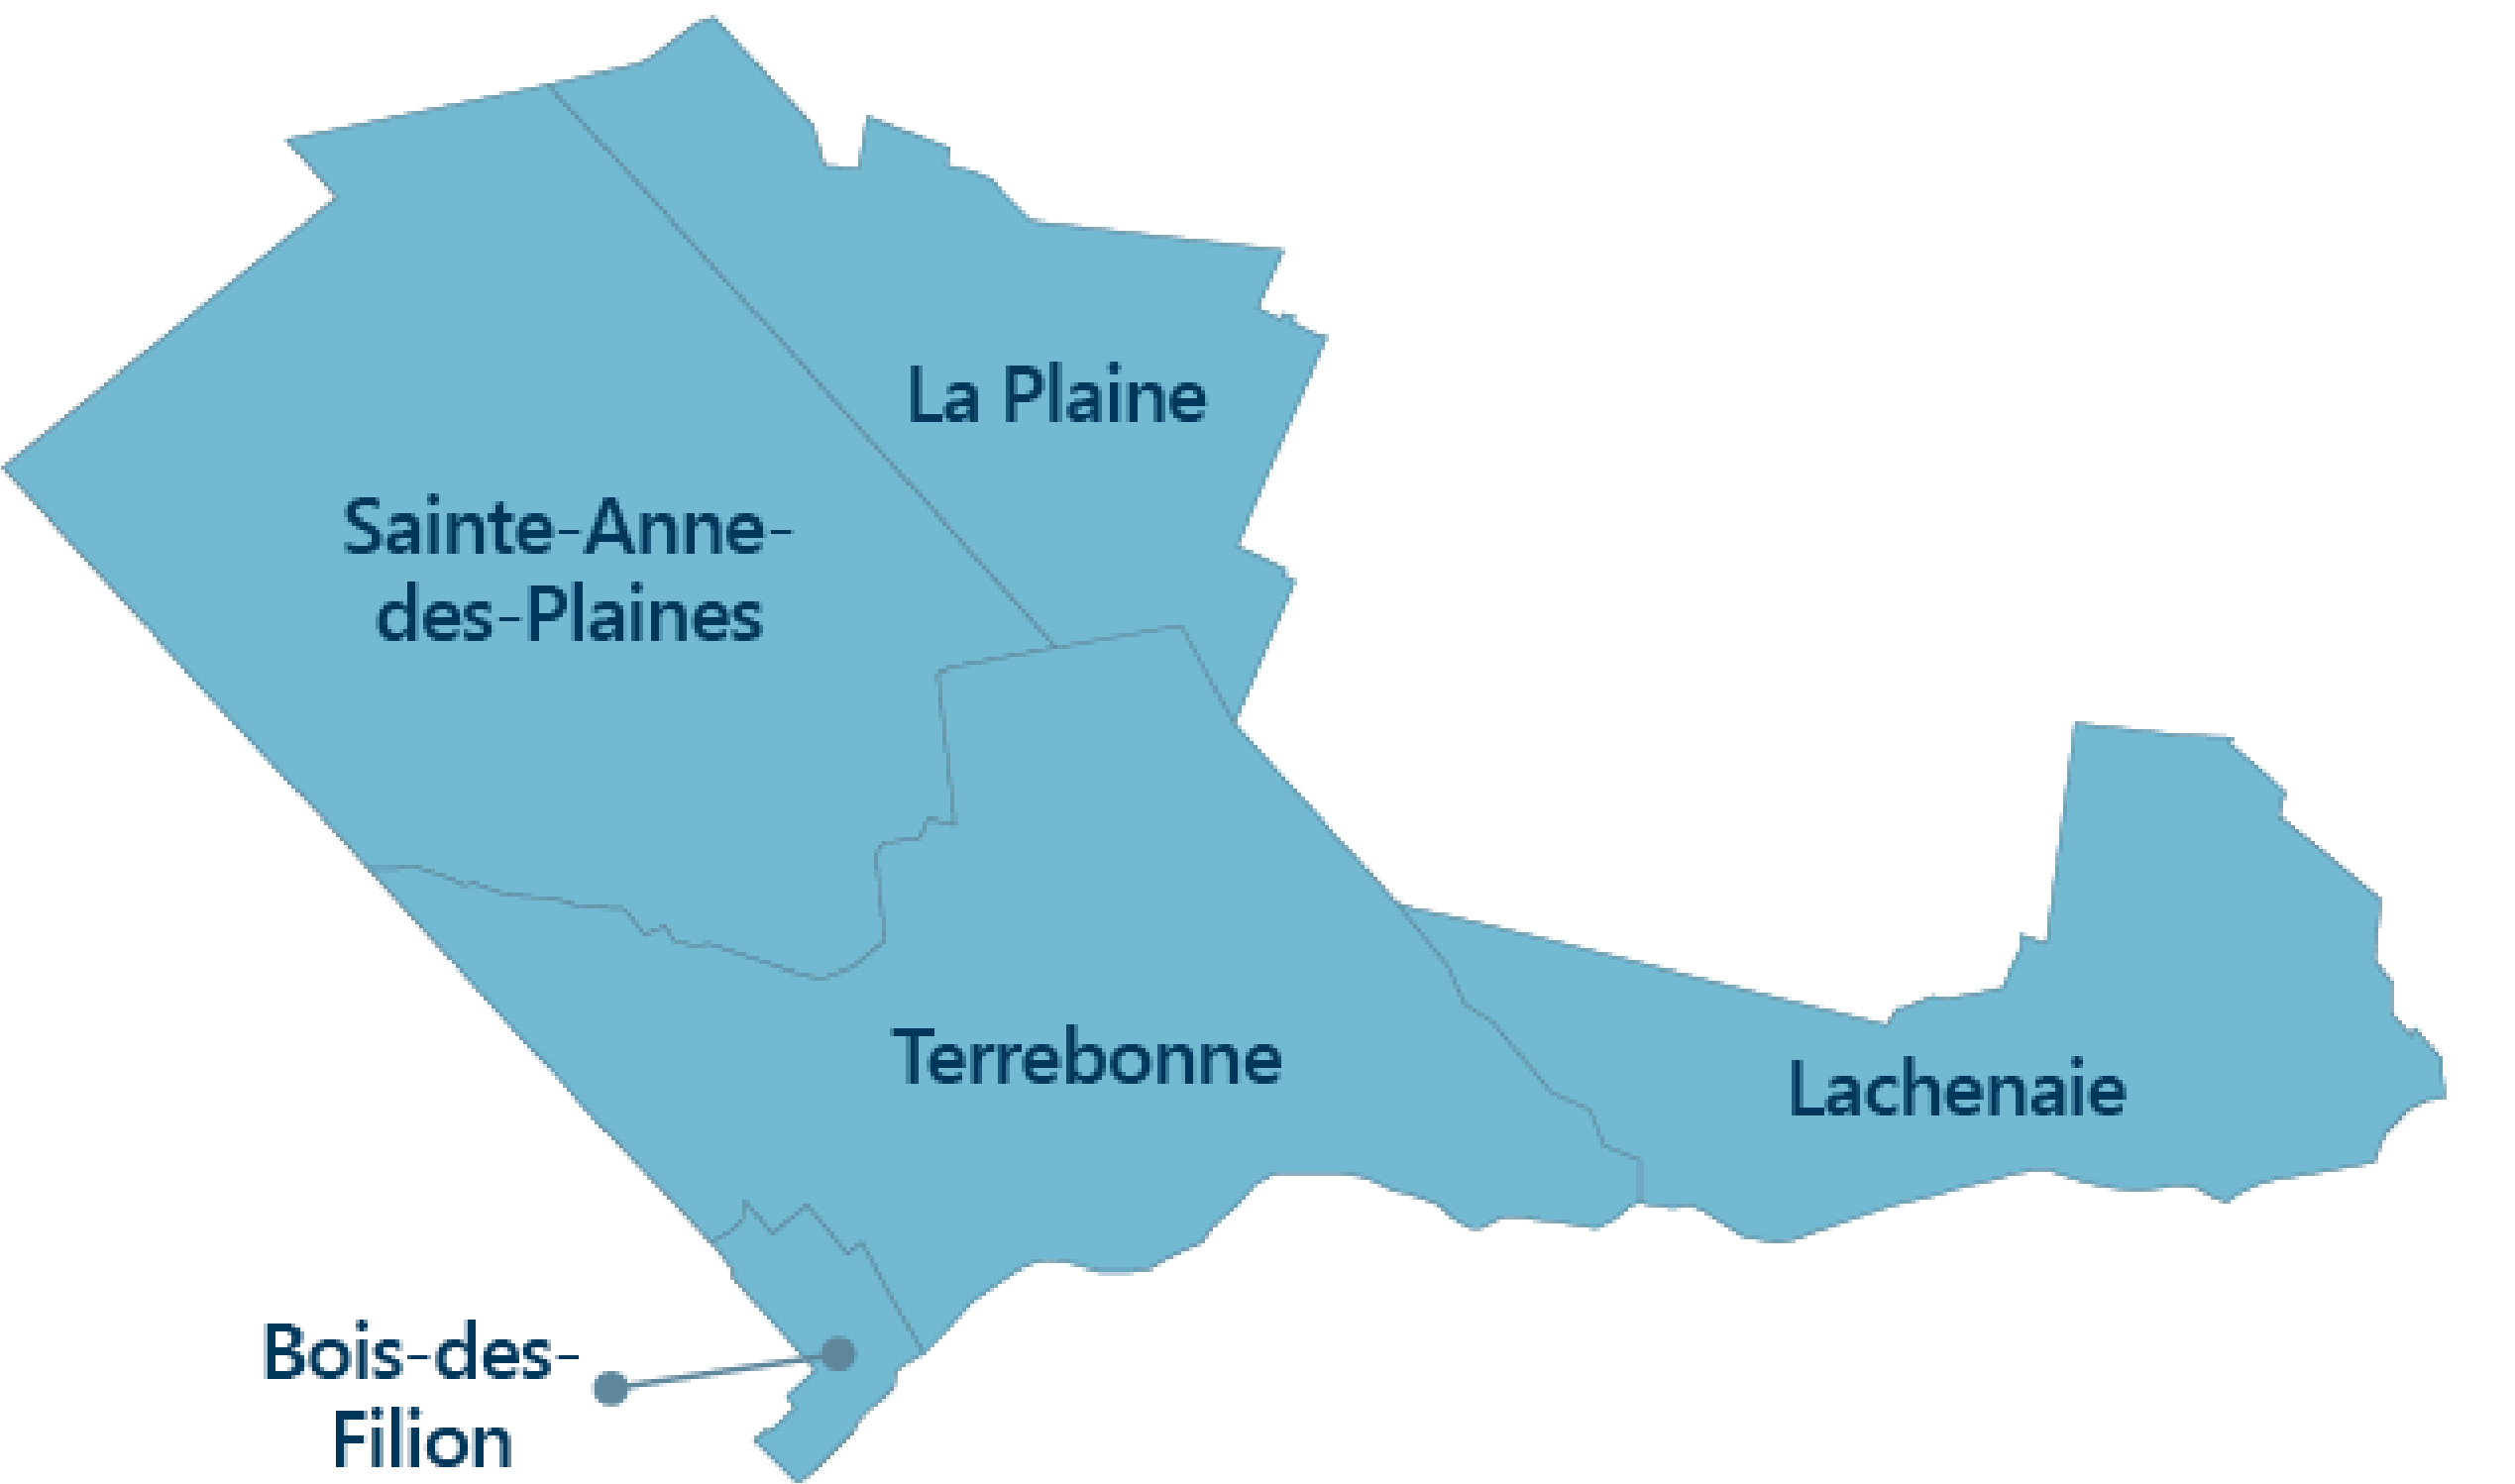 La Plaine
Sainte-Anne-
des-Plaines
Terrebonne
Lachenaie
Bois-des-
Filion